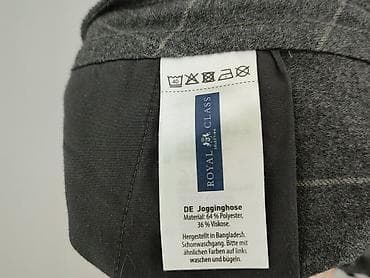 40
ROYAL CLASS
SELECTION
DE Jogginghose
Material: 64 % Polyester,
36 % Viskose.
Hergestellt in Bangladesh.
Schonwaschgang. Bitte mit
ähnlichen Farben auf links
waschen und bügeln.